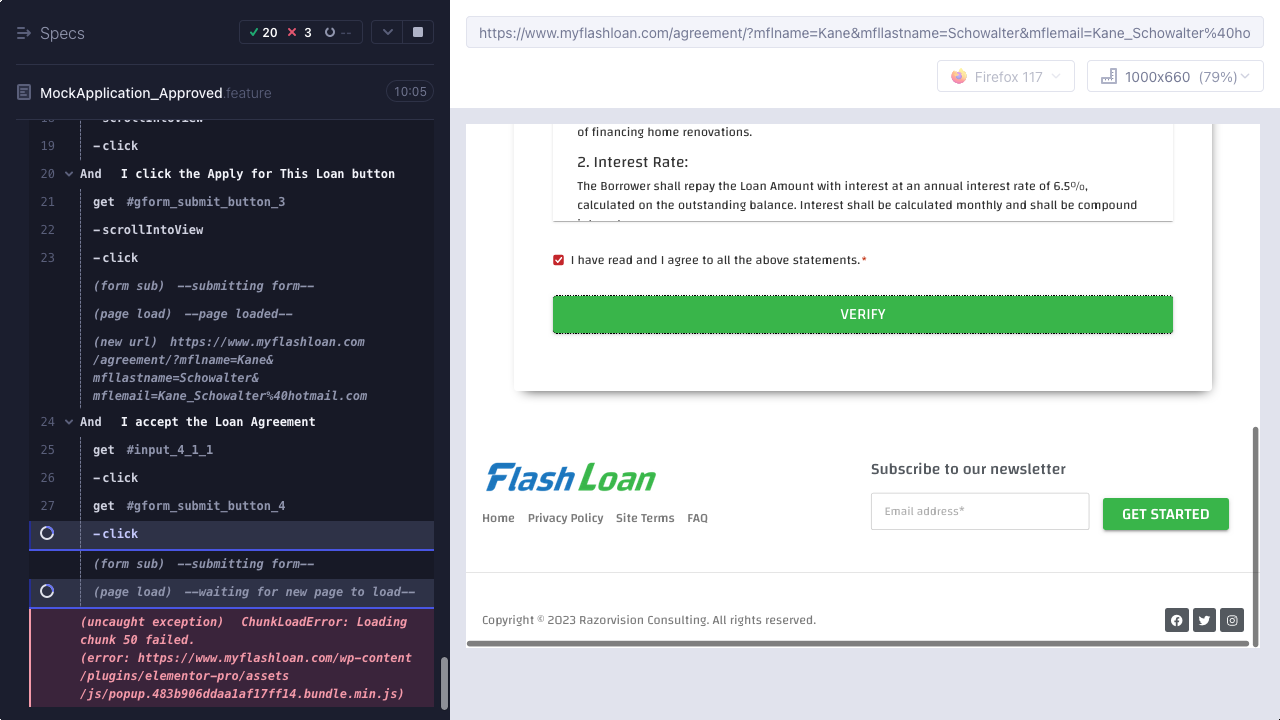 Specs
20 3 --
MockApplication_Approved.feature
10:05
-scrollIntoView
19 -click
20 And I click the Apply for This Loan button
21 get #gform_submit_button_3
22 -scrollIntoView
23 -click
(form sub) --submitting form--
(page load) --page loaded--
(new url) https://www.myflashloan.com
/agreement/?mflname=Kane&
mfllastname=Schowalter&
mflemail=Kane_Schowalter%40hotmail.com
24 And I accept the Loan Agreement
25 get #input_4_1_1
26 -click
27 get #gform_submit_button_4
-click
(form sub) --submitting form--
(page load) --waiting for new page to load--
(uncaught exception) ChunkLoadError: Loading
chunk 50 failed.
(error: https://www.myflashloan.com/wp-content
/plugins/elementor-pro/assets
/js/popup.483b906ddaa1af17ff14.bundle.min.js)
https://www.myflashloan.com/agreement/?mflname=Kane&mfllastname=Schowalter&mflemail=Kane_Schowalter%40ho
Firefox 117
1000x660 (79%)
of financing home renovations.
2. Interest Rate:
The Borrower shall repay the Loan Amount with interest at an annual interest rate of 6.5%,
calculated on the outstanding balance. Interest shall be calculated monthly and shall be compound
I have read and I agree to all the above statements.*
VERIFY
Flash Loan
Home Privacy Policy Site Terms FAQ
Subscribe to our newsletter
Email address*
GET STARTED
Copyright © 2023 Razorvision Consulting. All rights reserved.